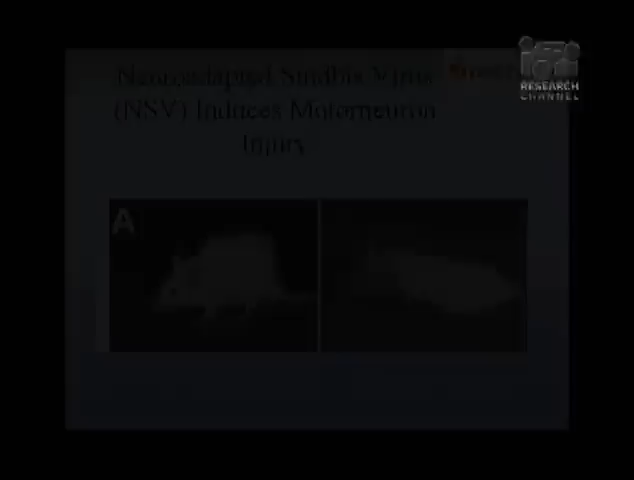 Neuroadapted Sindbis Virus
(NSV) Induces Motorneuron
Injury
RESEARCH
CHANNEL
A